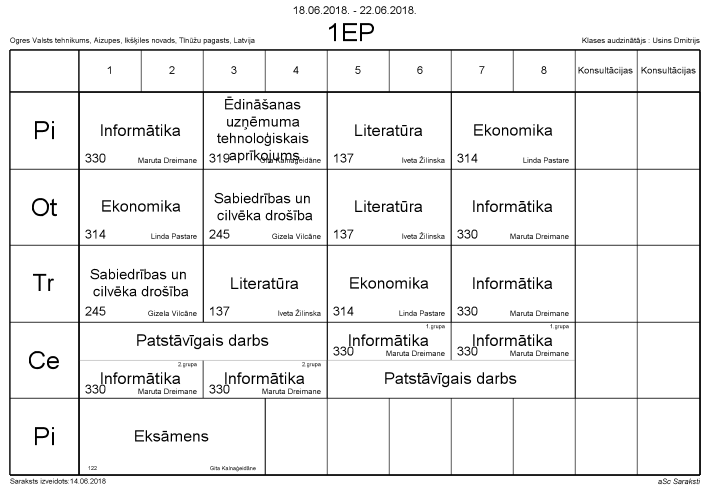 18.06.2018. - 22.06.2018.
1EP
Ogres Valsts tehnikums, Aizupes, Ikšķiles novads, Tīnūžu pagasts, Latvija
Klases audzinātājs : Usins Dmitrijs
1 2 3 4 5 6 7 8 Konsultācijas Konsultācijas
Pi
Informātika
330 Maruta Dreimane
Ēdināšanas
uzņēmuma
tehnoloģiskais
aprīkojums
319 Gita Kalnaģeidāne
Literatūra
137 Iveta Žilinska
Ekonomika
314 Linda Pastare
Ot
Ekonomika
314 Linda Pastare
Sabiedrības un
cilvēka drošība
245 Gizela Vilcāne
Literatūra
137 Iveta Žilinska
Informātika
330 Maruta Dreimane
Tr
Sabiedrības un
cilvēka drošība
245 Gizela Vilcāne
Literatūra
137 Iveta Žilinska
Ekonomika
314 Linda Pastare
Informātika
330 Maruta Dreimane
Ce
Patstāvīgais darbs
1.grupa
Informātika
330 Maruta Dreimane
1.grupa
Informātika
330 Maruta Dreimane
2.grupa
Informātika
330 Maruta Dreimane
2.grupa
Informātika
330 Maruta Dreimane
Patstāvīgais darbs
Pi
Eksāmens
122 Gita Kalnaģeidāne
Saraksts izveidots:14.06.2018
aSc Saraksti